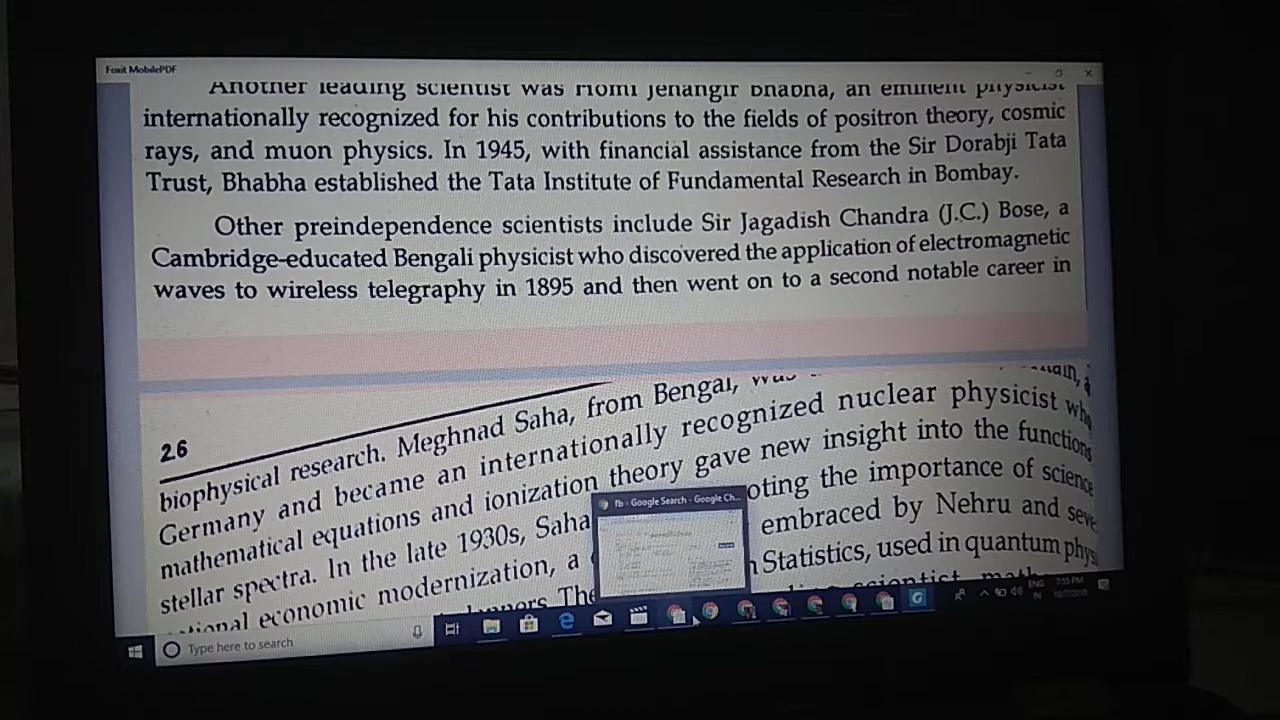 Foxit MobilePDF
Another leading scientist was Homi Jehangir Bhabha, an eminent physicist
internationally recognized for his contributions to the fields of positron theory, cosmic
rays, and muon physics. In 1945, with financial assistance from the Sir Dorabji Tata
Trust, Bhabha established the Tata Institute of Fundamental Research in Bombay.
Other preindependence scientists include Sir Jagadish Chandra (J.C.) Bose, a
Cambridge-educated Bengali physicist who discovered the application of electromagnetic
waves to wireless telegraphy in 1895 and then went on to a second notable career in
26
biophysical research. Meghnad Saha, from Bengal,
Germany and became an internationally recognized nuclear physicist
mathematical equations and ionization theory gave new insight into the functions
stellar spectra. In the late 1930s, Saha oting the importance of
national economic modernization, a embraced by Nehru and
The Statistics, used in quantum
fb - Google Search - Google Ch...
Type here to search
ENG
IN
7:55 PM